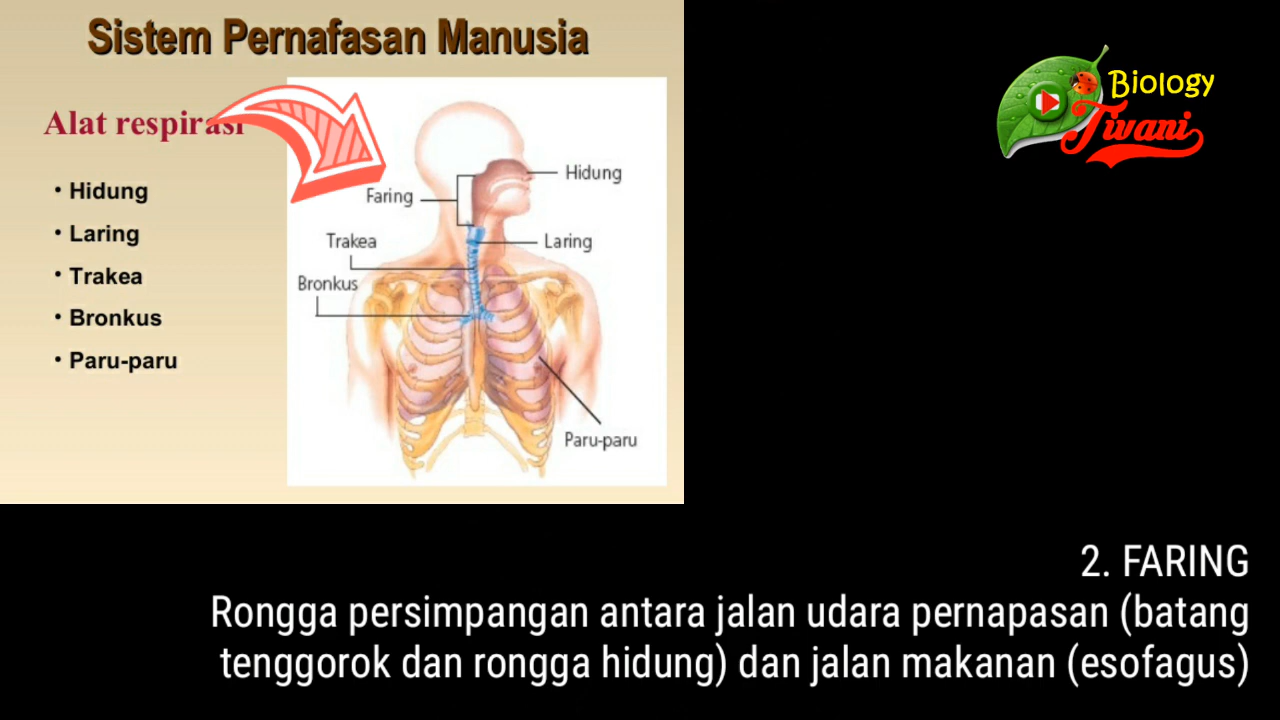 Sistem Pernafasan Manusia
Alat respirasi
• Hidung
• Laring
• Trakea
• Bronkus
• Paru-paru
Hidung
Faring
Trakea
Laring
Bronkus
Paru-paru
Biology
Tivani
2. FARING
Rongga persimpangan antara jalan udara pernapasan (batang
tenggorok dan rongga hidung) dan jalan makanan (esofagus)